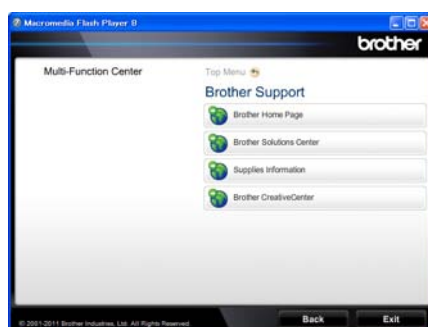 Macromedia Flash Player 8
brother
Multi-Function Center
Top Menu
Brother Support
Brother Home Page
Brother Solutions Center
Supplies Information
Brother CreativeCenter
© 2001-2011 Brother Industries, Ltd. All Rights Reserved.
Back
Exit